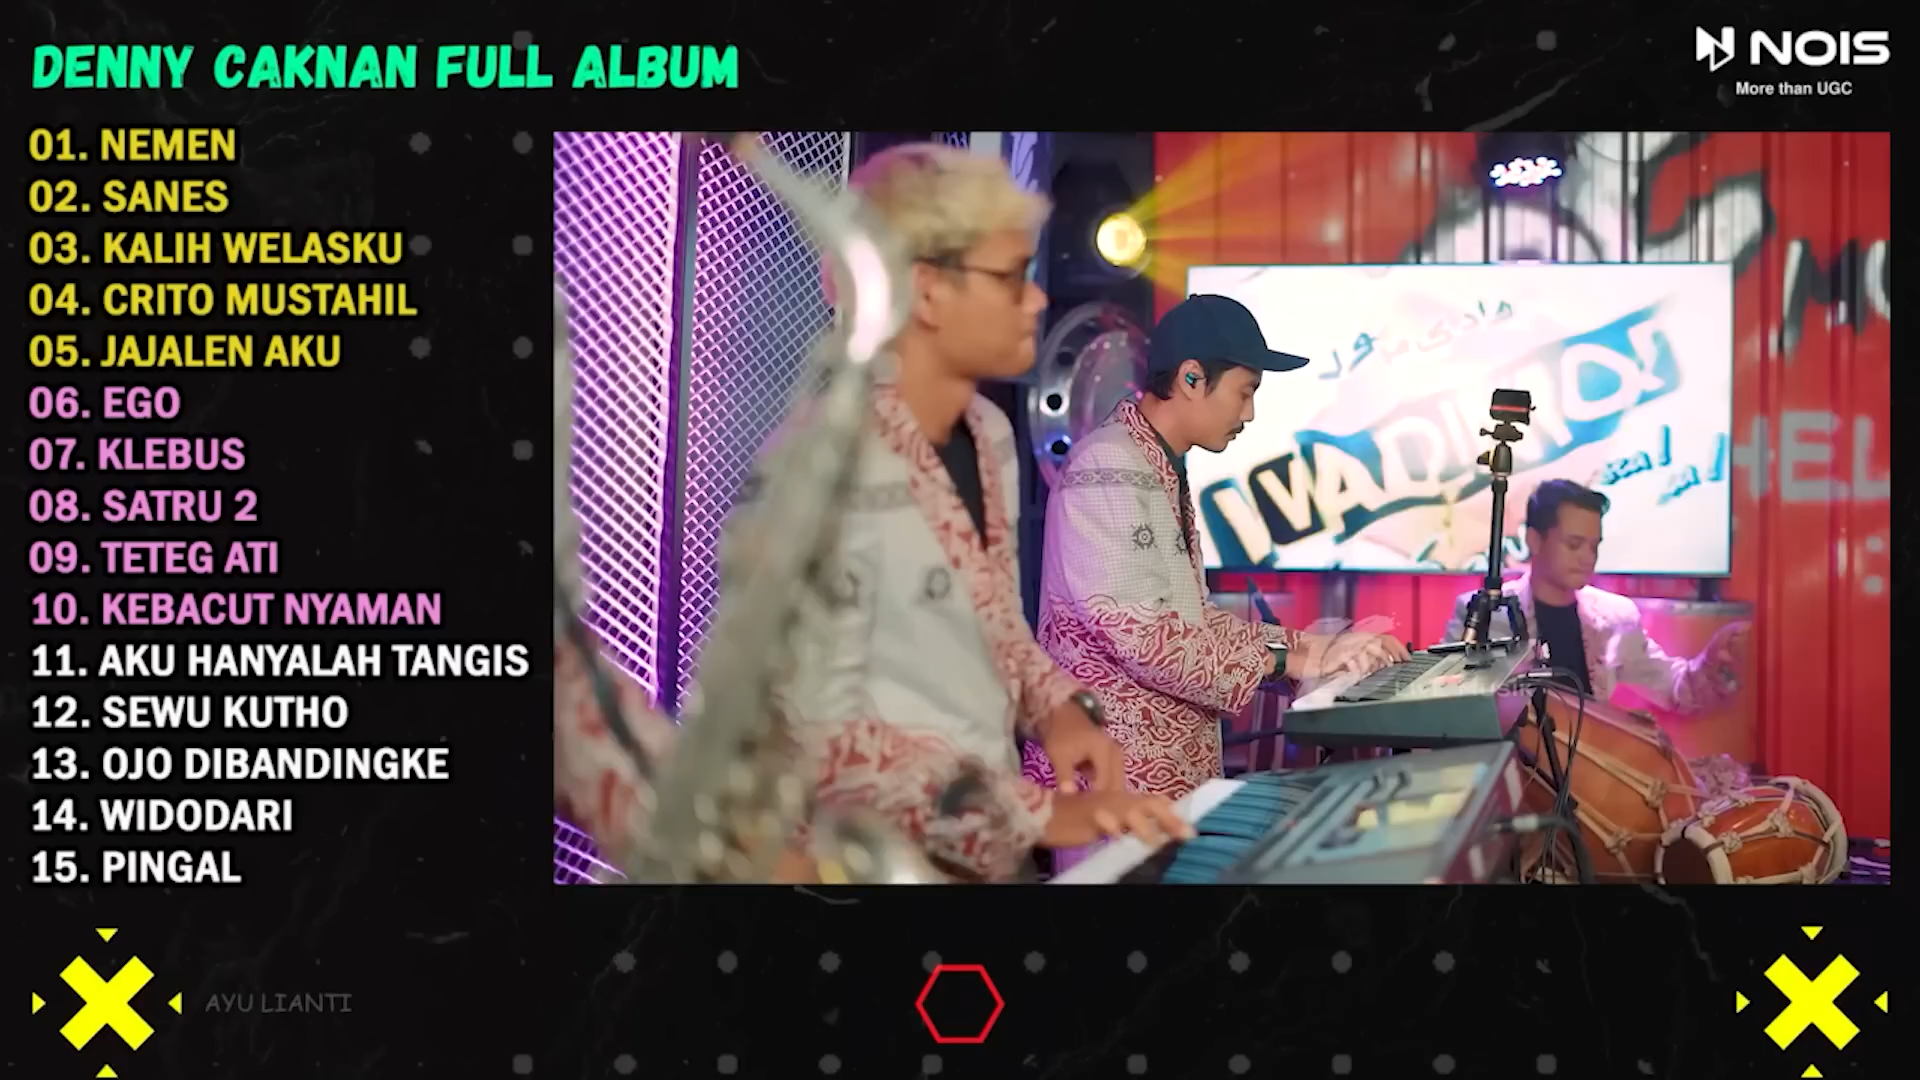 DENNY CAKNAN FULL ALBUM
NOIS
More than UGC
01. NEMEN
02. SANES
03. KALIH WELASKU
04. CRITO MUSTAHIL
05. JAJALEN AKU
06. EGO
07. KLEBUS
08. SATRU 2
09. TETEG ATI
10. KEBACUT NYAMAN
11. AKU HANYALAH TANGIS
12. SEWU KUTHO
13. OJO DIBANDINGKE
14. WIDODARI
15. PINGAL
AYU LIANTI